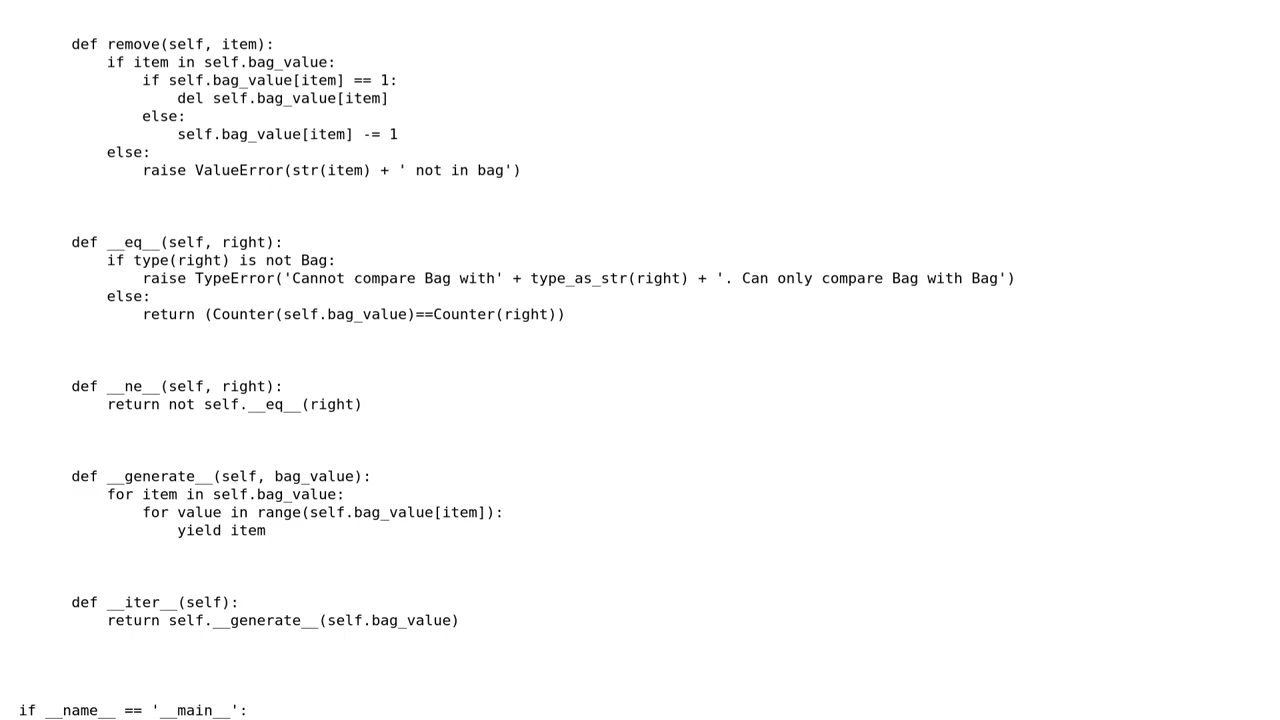 def remove(self, item):
if item in self.bag_value:
if self.bag_value[item] == 1:
del self.bag_value[item]
else:
self.bag_value[item] -= 1
else:
raise ValueError(str(item) + ' not in bag')
def __eq__(self, right):
if type(right) is not Bag:
raise TypeError('Cannot compare Bag with' + type_as_str(right) + '. Can only compare Bag with Bag')
else:
return (Counter(self.bag_value)==Counter(right))
def __ne__(self, right):
return not self.__eq__(right)
def __generate__(self, bag_value):
for item in self.bag_value:
for value in range(self.bag_value[item]):
yield item
def __iter__(self):
return self.__generate__(self.bag_value)
if __name__ == '__main__':